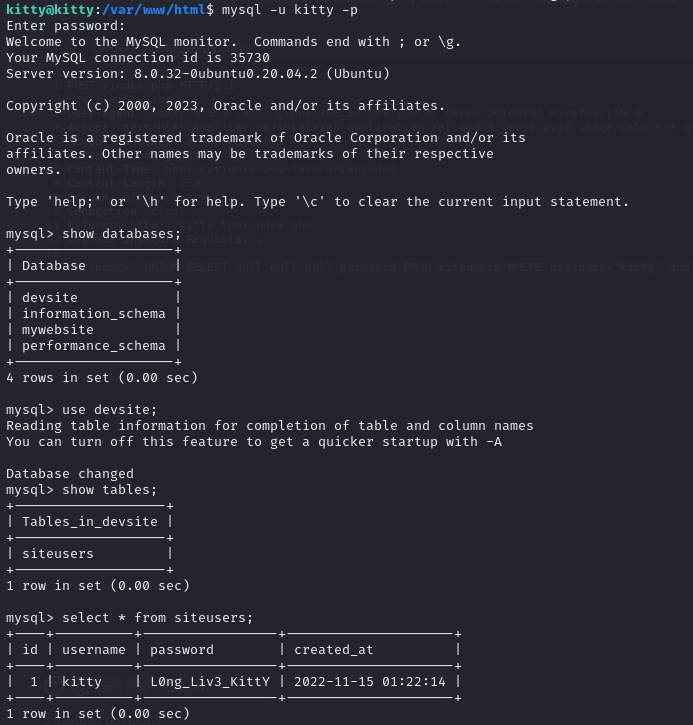 kitty@kitty:/var/www/html$ mysql -u kitty -p
Enter password:
Welcome to the MySQL monitor.  Commands end with ; or \g.
Your MySQL connection id is 35730
Server version: 8.0.32-0ubuntu0.20.04.2 (Ubuntu)
Copyright (c) 2000, 2023, Oracle and/or its affiliates.
Oracle is a registered trademark of Oracle Corporation and/or its
affiliates. Other names may be trademarks of their respective
owners.
Type 'help;' or '\h' for help. Type '\c' to clear the current input statement.
mysql> show databases;
+--------------------+
| Database           |
+--------------------+
| devsite            |
| information_schema |
| mywebsite          |
| performance_schema |
+--------------------+
4 rows in set (0.00 sec)
mysql> use devsite;
Reading table information for completion of table and column names
You can turn off this feature to get a quicker startup with -A
Database changed
mysql> show tables;
+-------------------+
| Tables_in_devsite |
+-------------------+
| siteusers         |
+-------------------+
1 row in set (0.00 sec)
mysql> select * from siteusers;
+----+----------+-----------------+---------------------+
| id | username | password        | created_at          |
+----+----------+-----------------+---------------------+
|  1 | kitty    | L0ng_Liv3_KittY | 2022-11-15 01:22:14 |
+----+----------+-----------------+---------------------+
1 row in set (0.00 sec)